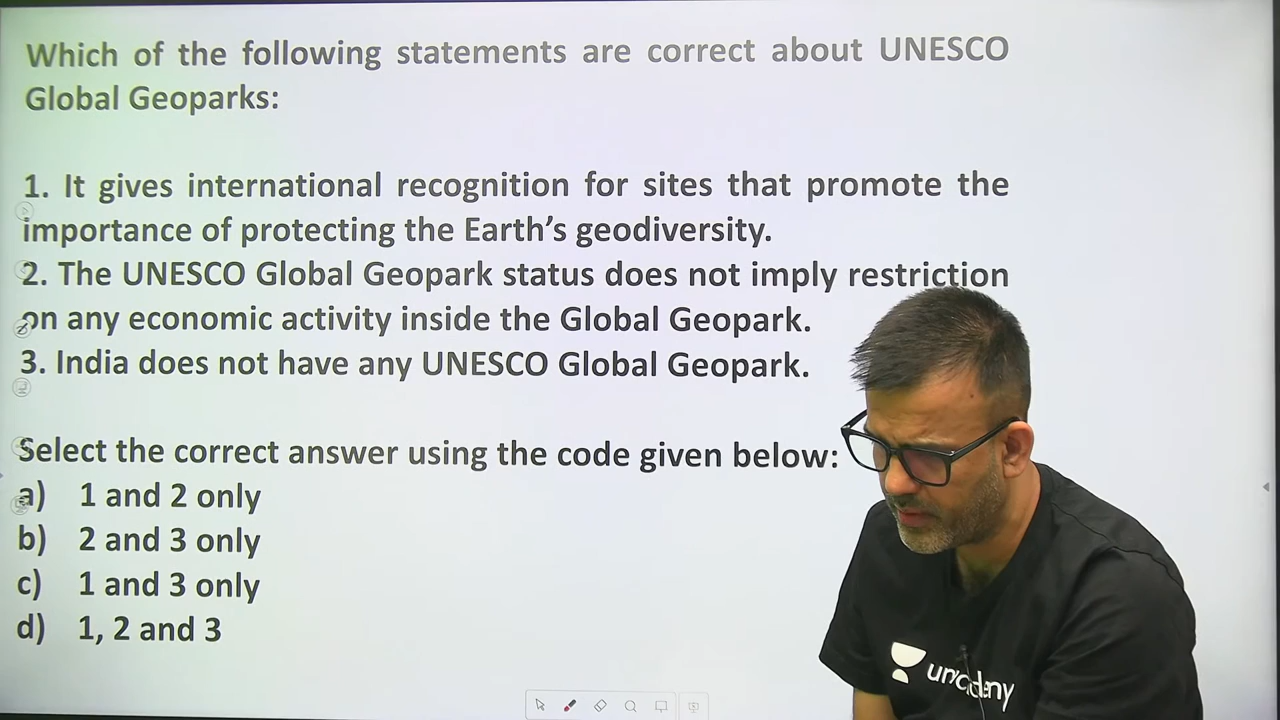 Which of the following statements are correct about UNESCO
Global Geoparks:
1. It gives international recognition for sites that promote the
importance of protecting the Earth's geodiversity.
2. The UNESCO Global Geopark status does not imply restriction
on any economic activity inside the Global Geopark.
3. India does not have any UNESCO Global Geopark.
Select the correct answer using the code given below:
a) 1 and 2 only
b) 2 and 3 only
c) 1 and 3 only
d) 1, 2 and 3